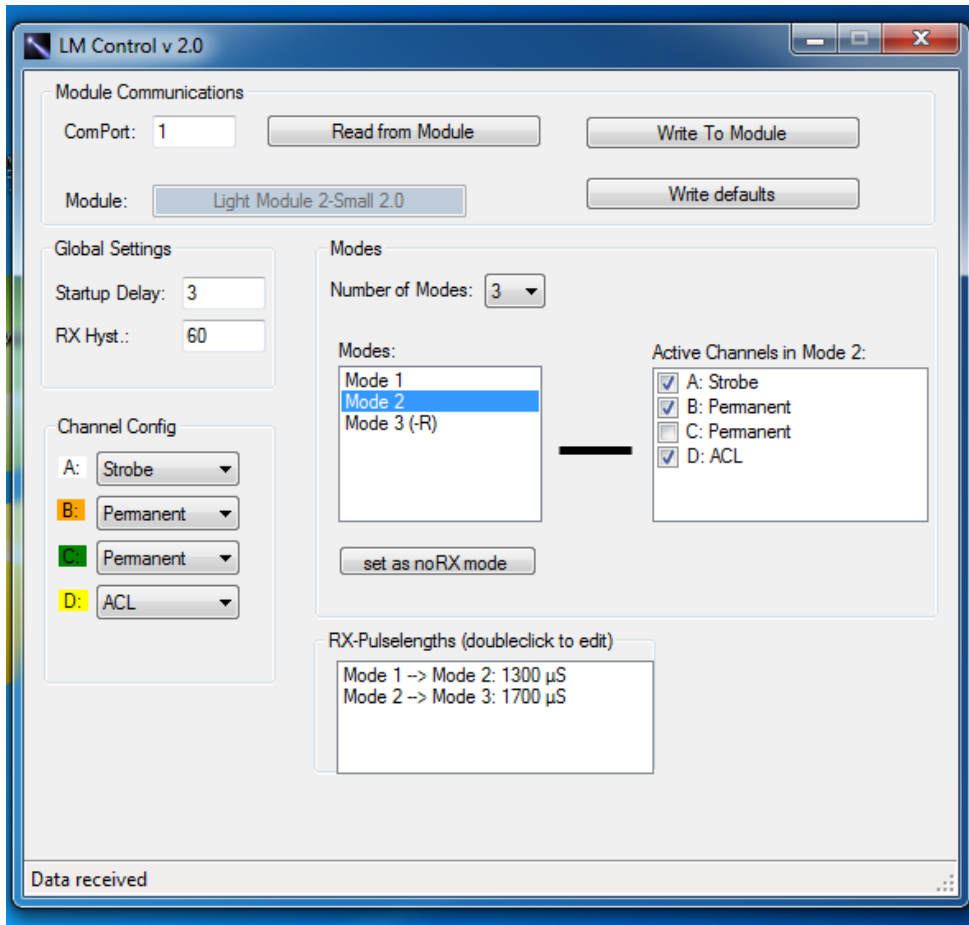 LM Control v 2.0
Module Communications
ComPort: 1 Read from Module Write To Module
Module: Light Module 2-Small 2.0 Write defaults
Global Settings
Startup Delay: 3
RX Hyst.: 60
Channel Config
A: Strobe
B: Permanent
C: Permanent
D: ACL
Modes
Number of Modes: 3
Modes:
Mode 1
Mode 2
Mode 3 (-R)
set as noRX mode
Active Channels in Mode 2:
A: Strobe
B: Permanent
C: Permanent
D: ACL
RX-Pulselengths (doubleclick to edit)
Mode 1 --> Mode 2: 1300 µS
Mode 2 --> Mode 3: 1700 µS
Data received